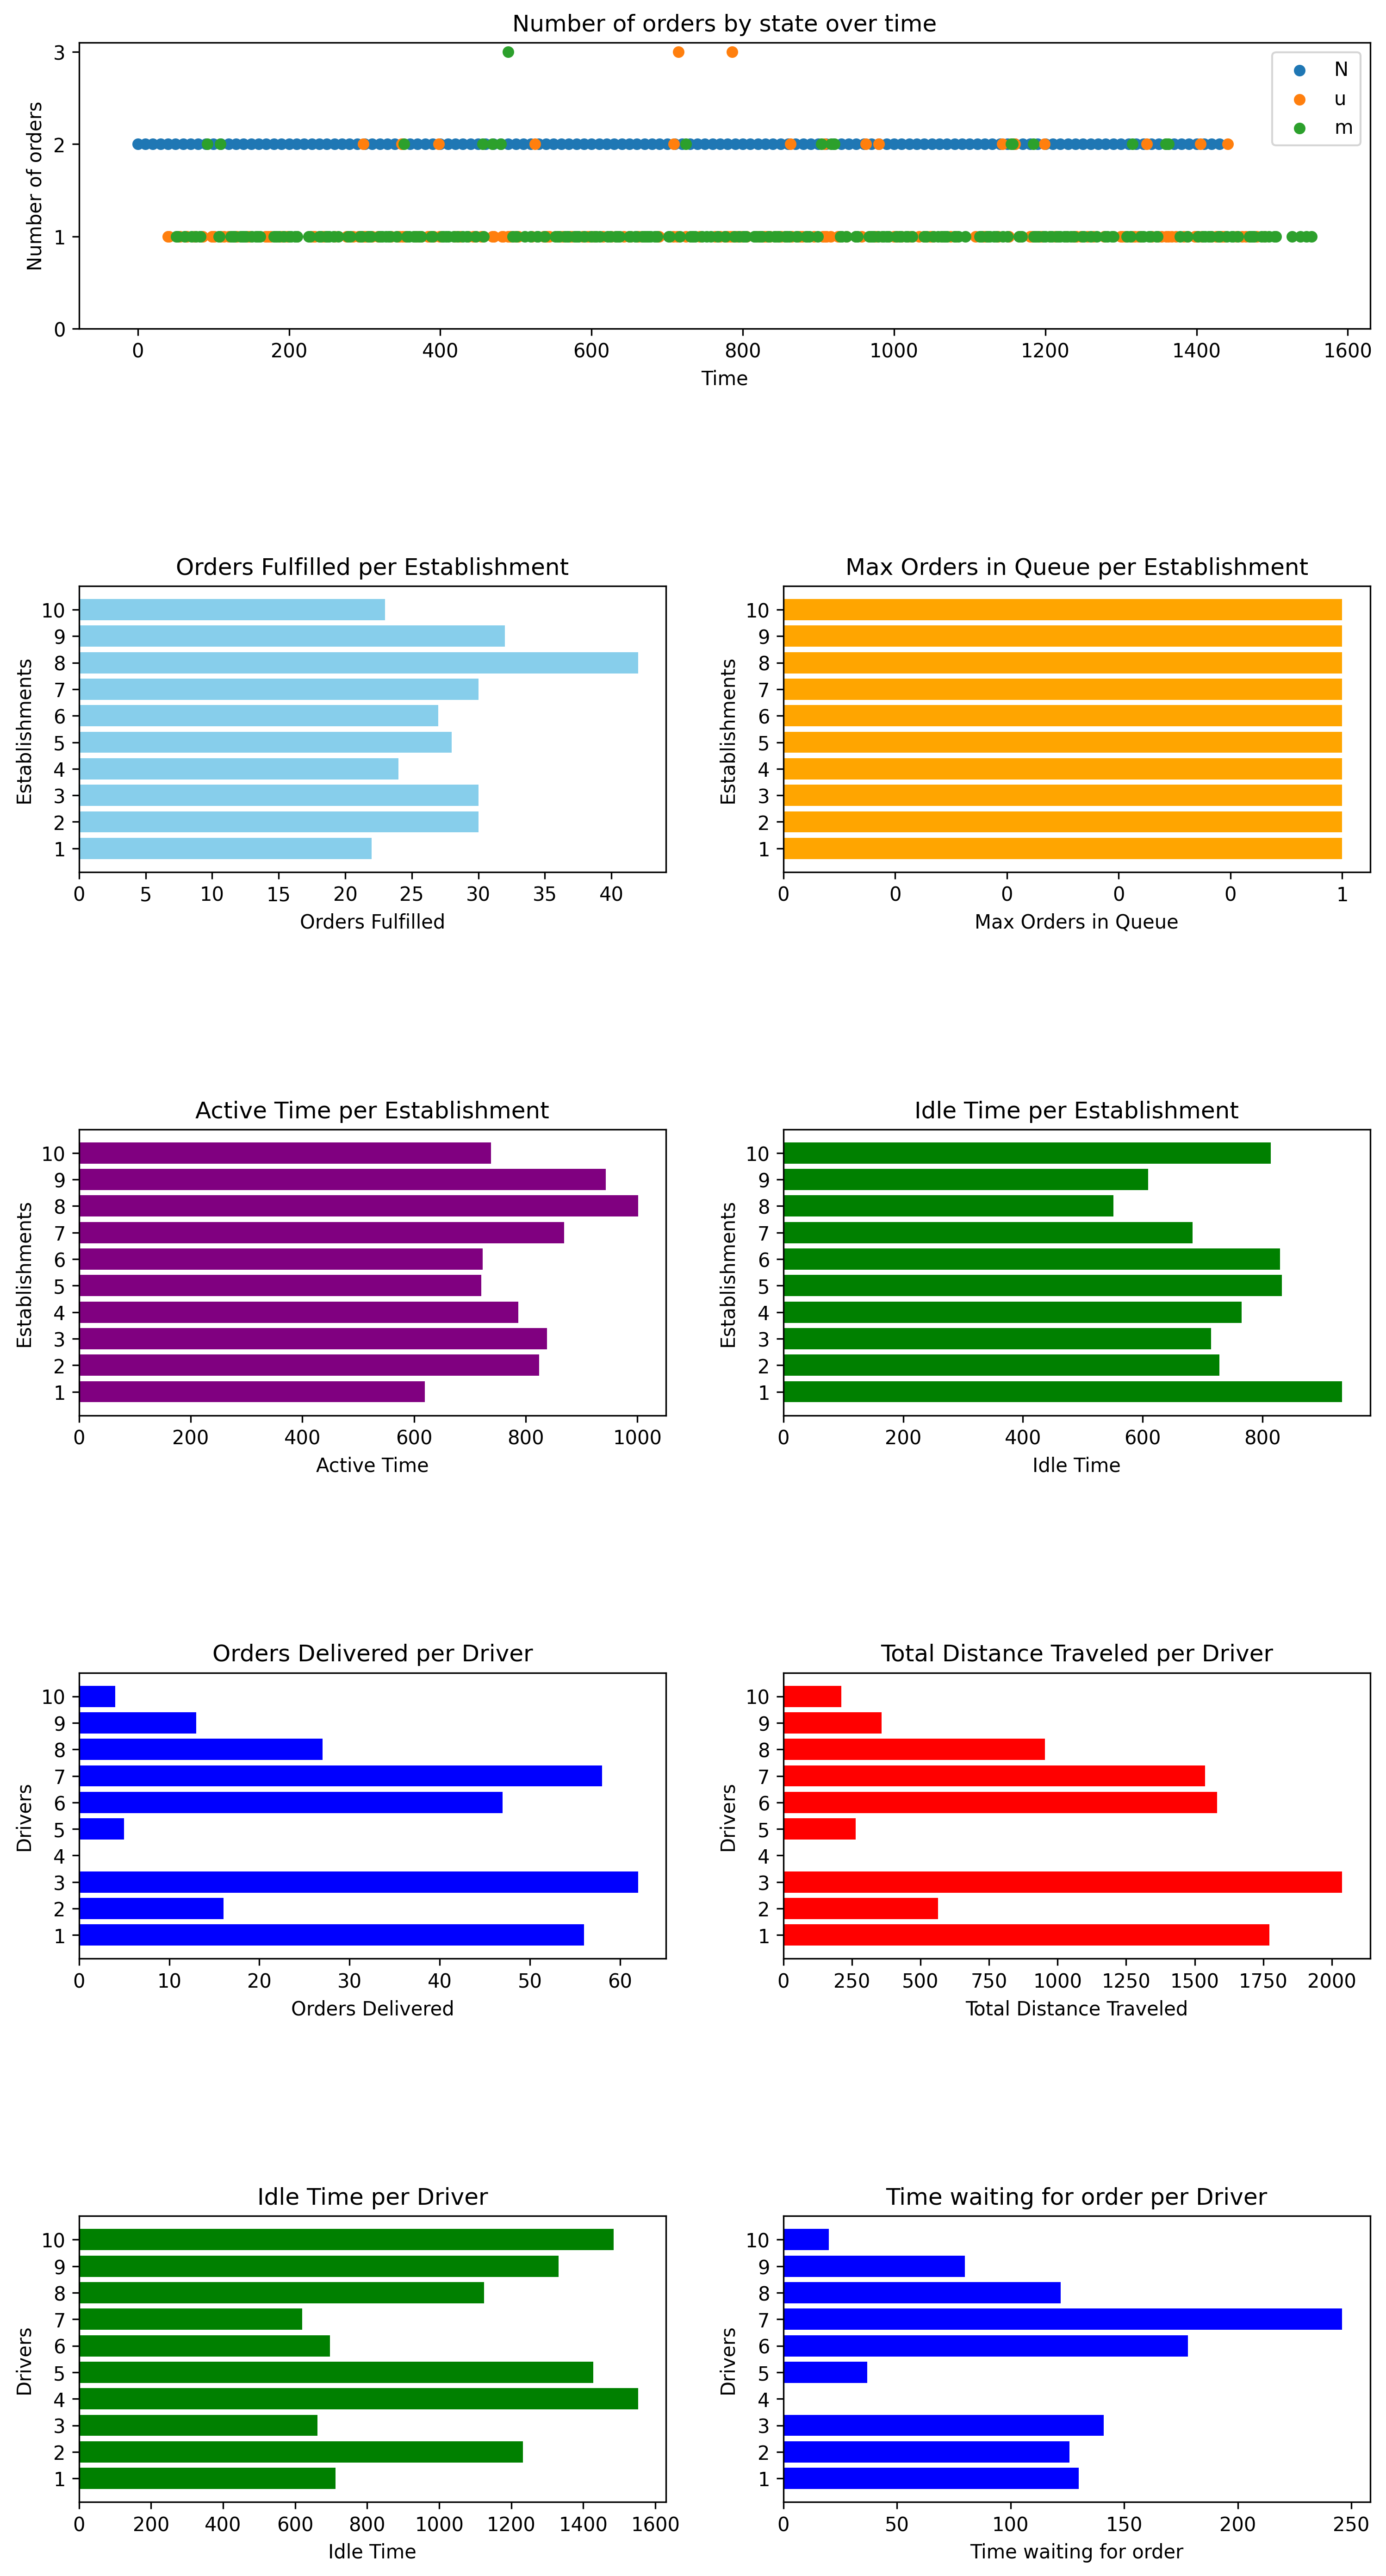 Number of orders by state over time
Number of orders
3
2
1
0
N
u
m
0 200 400 600 800 1000 1200 1400 1600
Time
Orders Fulfilled per Establishment
Establishments
10
9
8
7
6
5
4
3
2
1
0 5 10 15 20 25 30 35 40
Orders Fulfilled
Max Orders in Queue per Establishment
Establishments
10
9
8
7
6
5
4
3
2
1
0 0 0 0 0 1
Max Orders in Queue
Active Time per Establishment
Establishments
10
9
8
7
6
5
4
3
2
1
0 200 400 600 800 1000
Active Time
Idle Time per Establishment
Establishments
10
9
8
7
6
5
4
3
2
1
0 200 400 600 800
Idle Time
Orders Delivered per Driver
Drivers
10
9
8
7
6
5
4
3
2
1
0 10 20 30 40 50 60
Orders Delivered
Total Distance Traveled per Driver
Drivers
10
9
8
7
6
5
4
3
2
1
0 250 500 750 1000 1250 1500 1750 2000
Total Distance Traveled
Idle Time per Driver
Drivers
10
9
8
7
6
5
4
3
2
1
0 200 400 600 800 1000 1200 1400 1600
Idle Time
Time waiting for order per Driver
Drivers
10
9
8
7
6
5
4
3
2
1
0 50 100 150 200 250
Time waiting for order